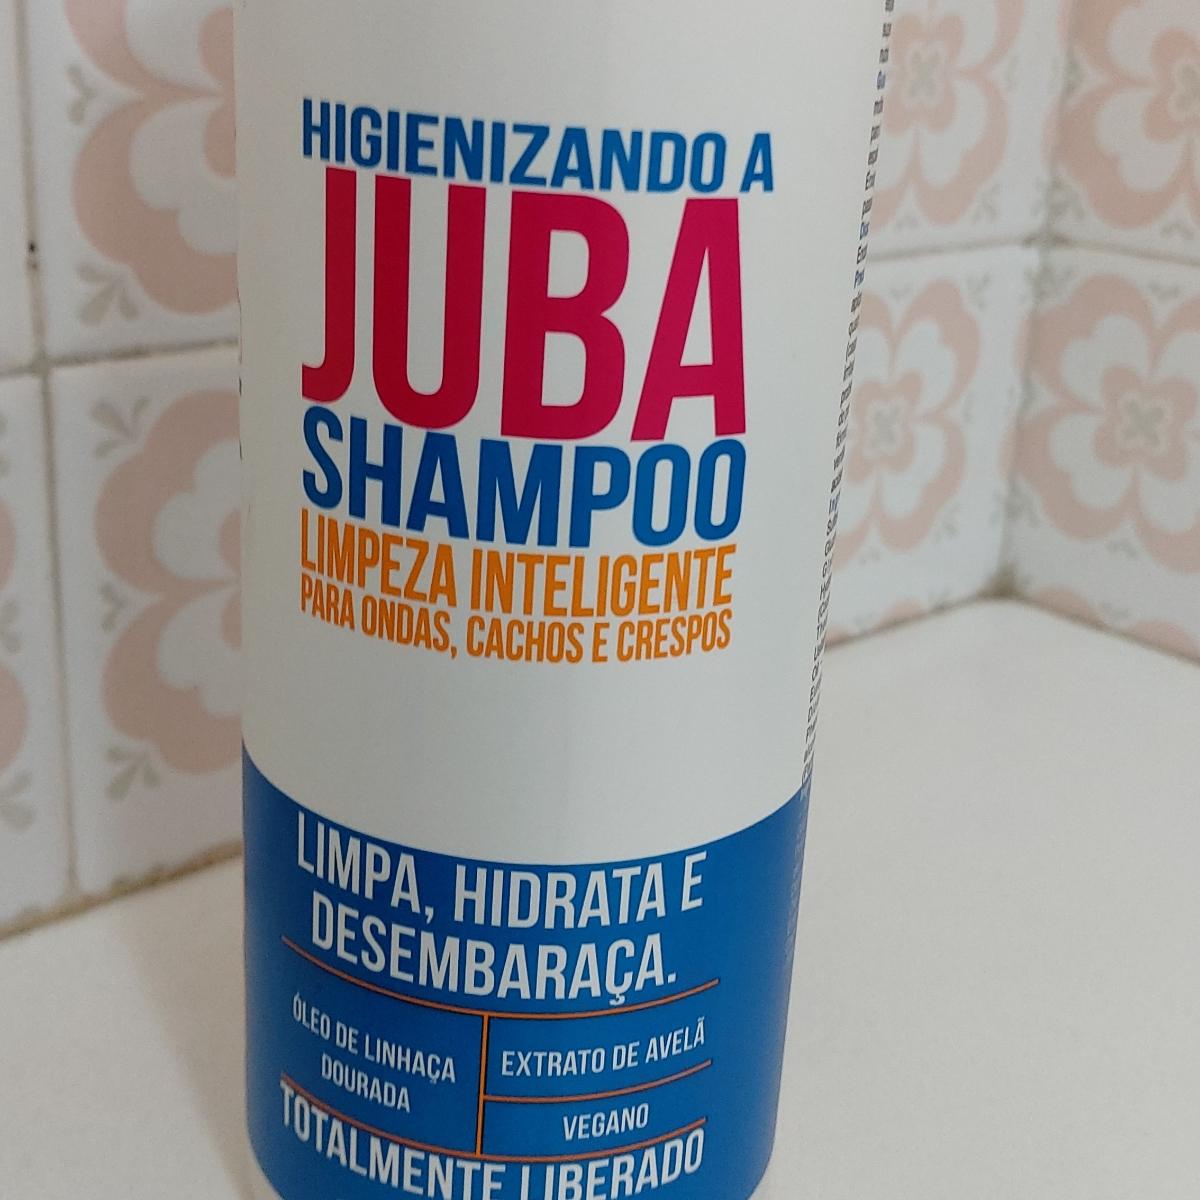 HIGIENIZANDO A
JUBA
SHAMPOO
LIMPEZA INTELIGENTE
PARA ONDAS, CACHOS E CRESPOS
LIMPA, HIDRATA E
DESEMBARAÇA.
ÓLEO DE LINHAÇA
DOURADA
EXTRATO DE AVELÃ
VEGANO
TOTALMENTE LIBERADO